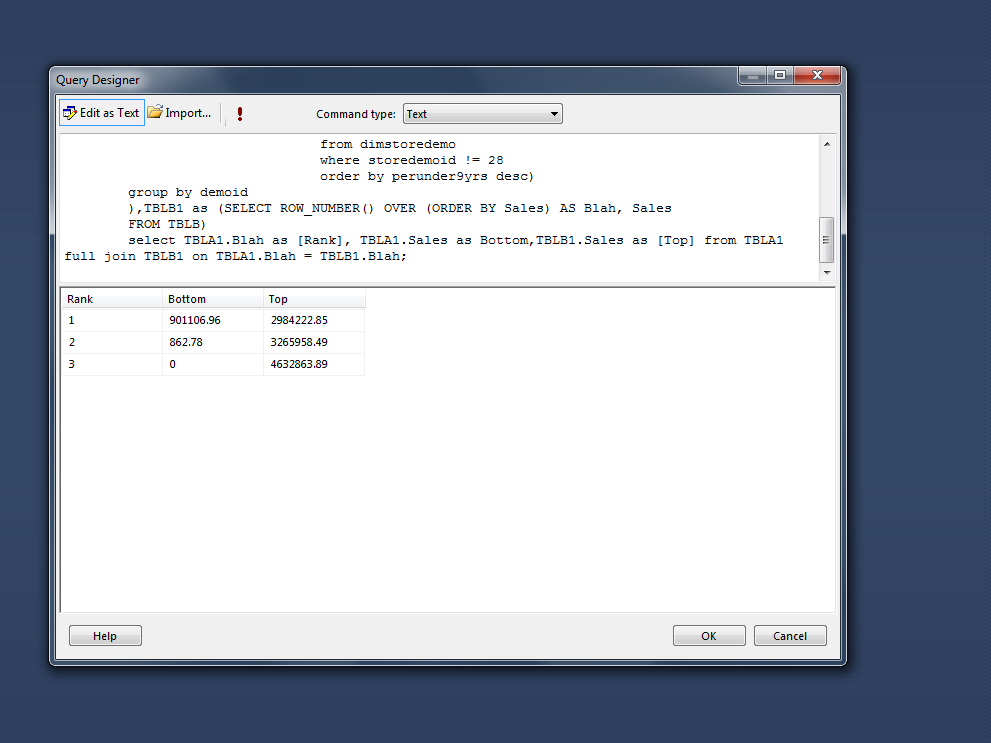 Query Designer
Edit as Text Import... ! Command type: Text
from dimstoredemo
where storedemoid != 28
order by perunder9yrs desc)
group by demoid
),TBLB1 as (SELECT ROW_NUMBER() OVER (ORDER BY Sales) AS Blah, Sales
FROM TBLB)
select TBLA1.Blah as [Rank], TBLA1.Sales as Bottom,TBLB1.Sales as [Top] from TBLA1
full join TBLB1 on TBLA1.Blah = TBLB1.Blah;
Rank Bottom Top
1 901106.96 2984222.85
2 862.78 3265958.49
3 0 4632863.89
Help OK Cancel